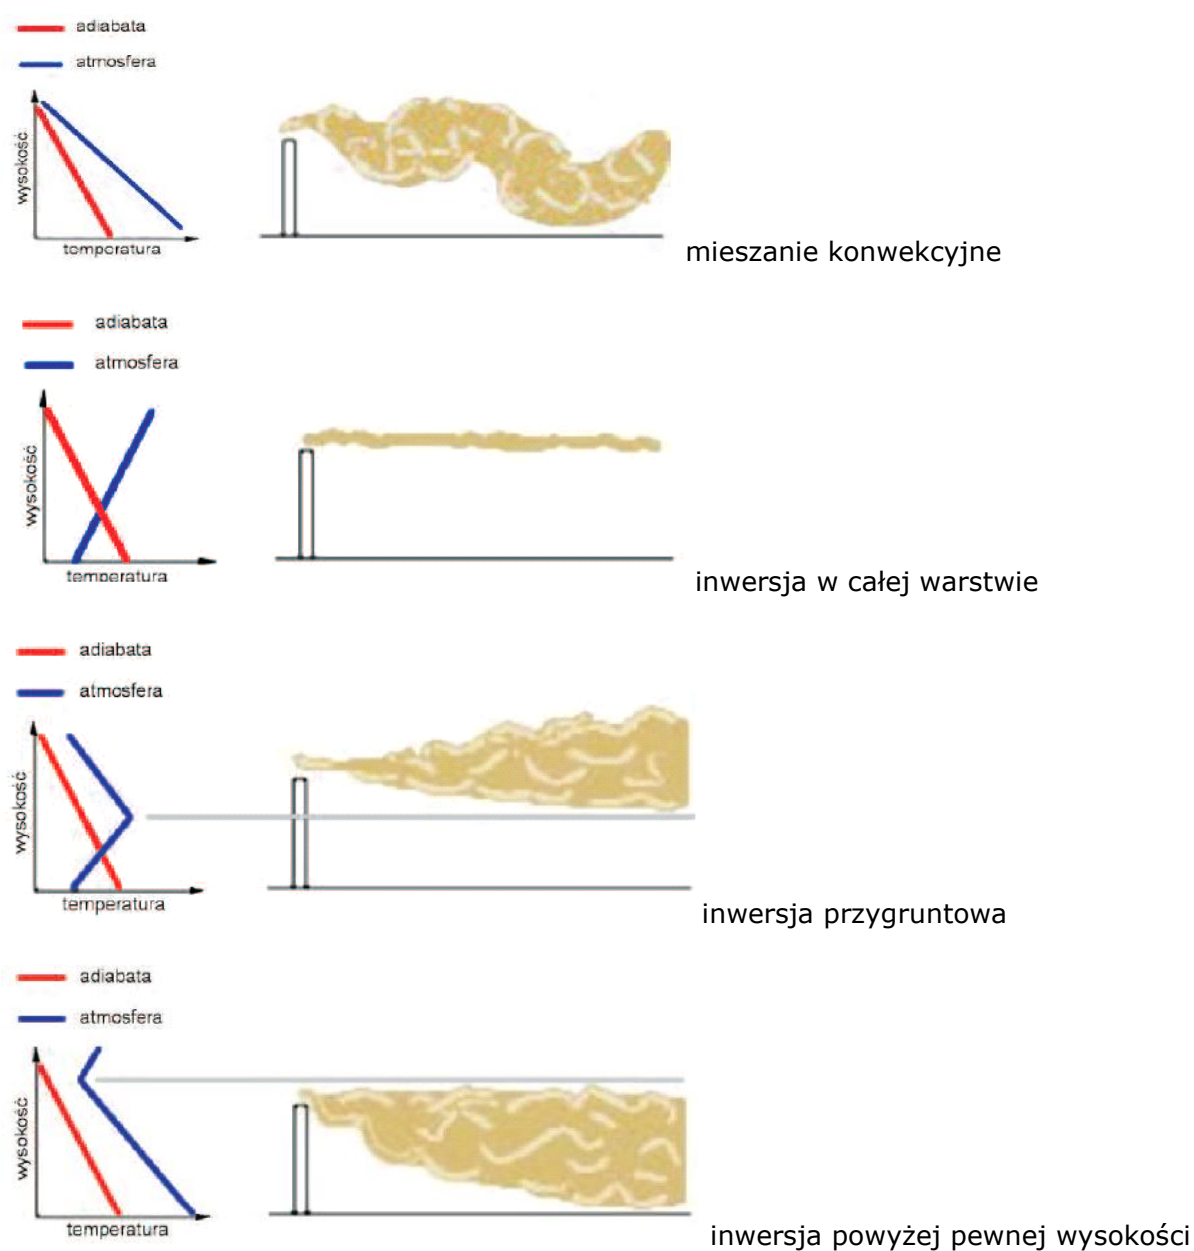 adiabata
atmosfera
wysokość
temperatura
mieszanie konwekcyjne
adiabata
atmosfera
wysokość
temperatura
inwersja w całej warstwie
adiabata
atmosfera
wysokość
temperatura
inwersja przygruntowa
adiabata
atmosfera
wysokość
temperatura
inwersja powyżej pewnej wysokości